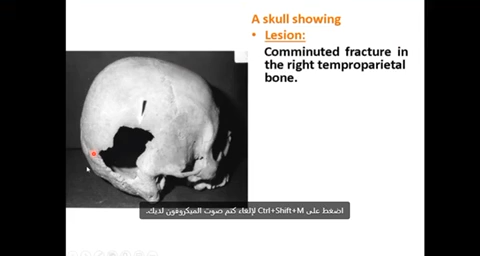 A skull showing
• Lesion:
Comminuted fracture in
the right temproparietal
bone.
اضغط على Ctrl+Shift+M لإلغاء كتم صوت الميكروفون لديك.